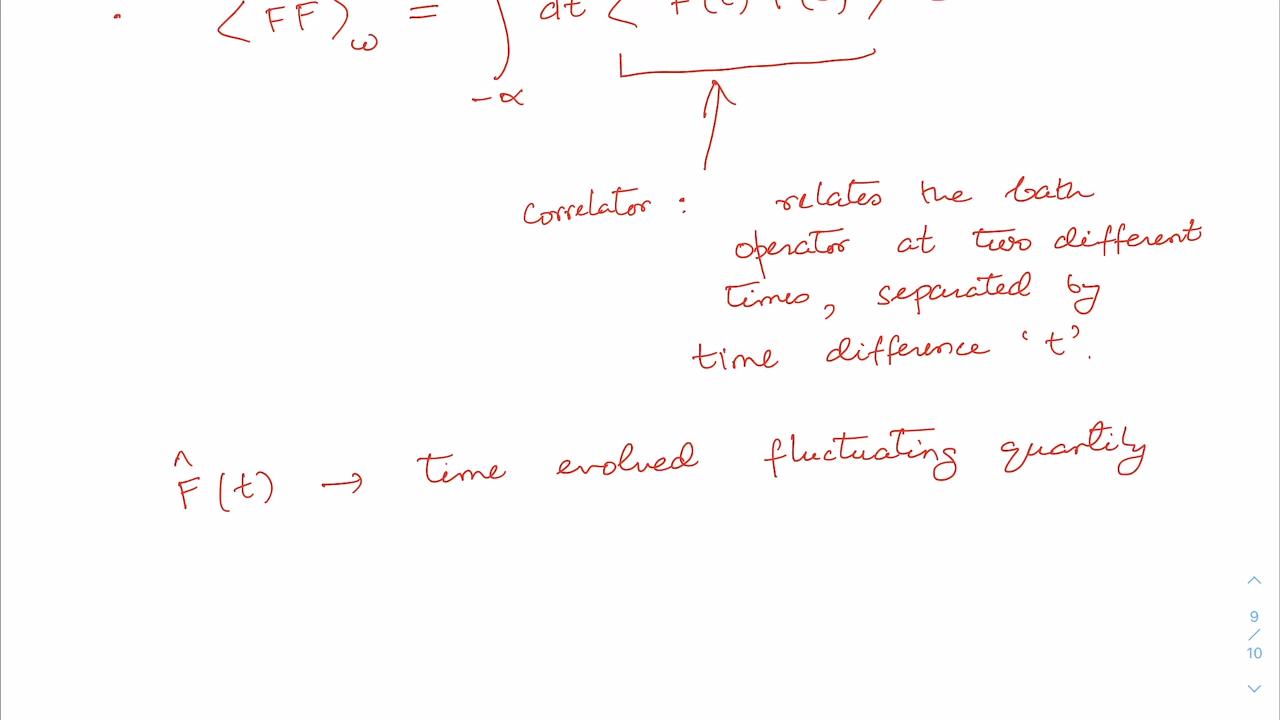 ⟨FF⟩ω = ∫ dt ⟨ F(t) F( ) ⟩
-∝
correlator : relates the bath
operator at two different
times, separated by
time difference ‘t’.
F̂(t) → time evolved fluctuating quantity
9
/
10